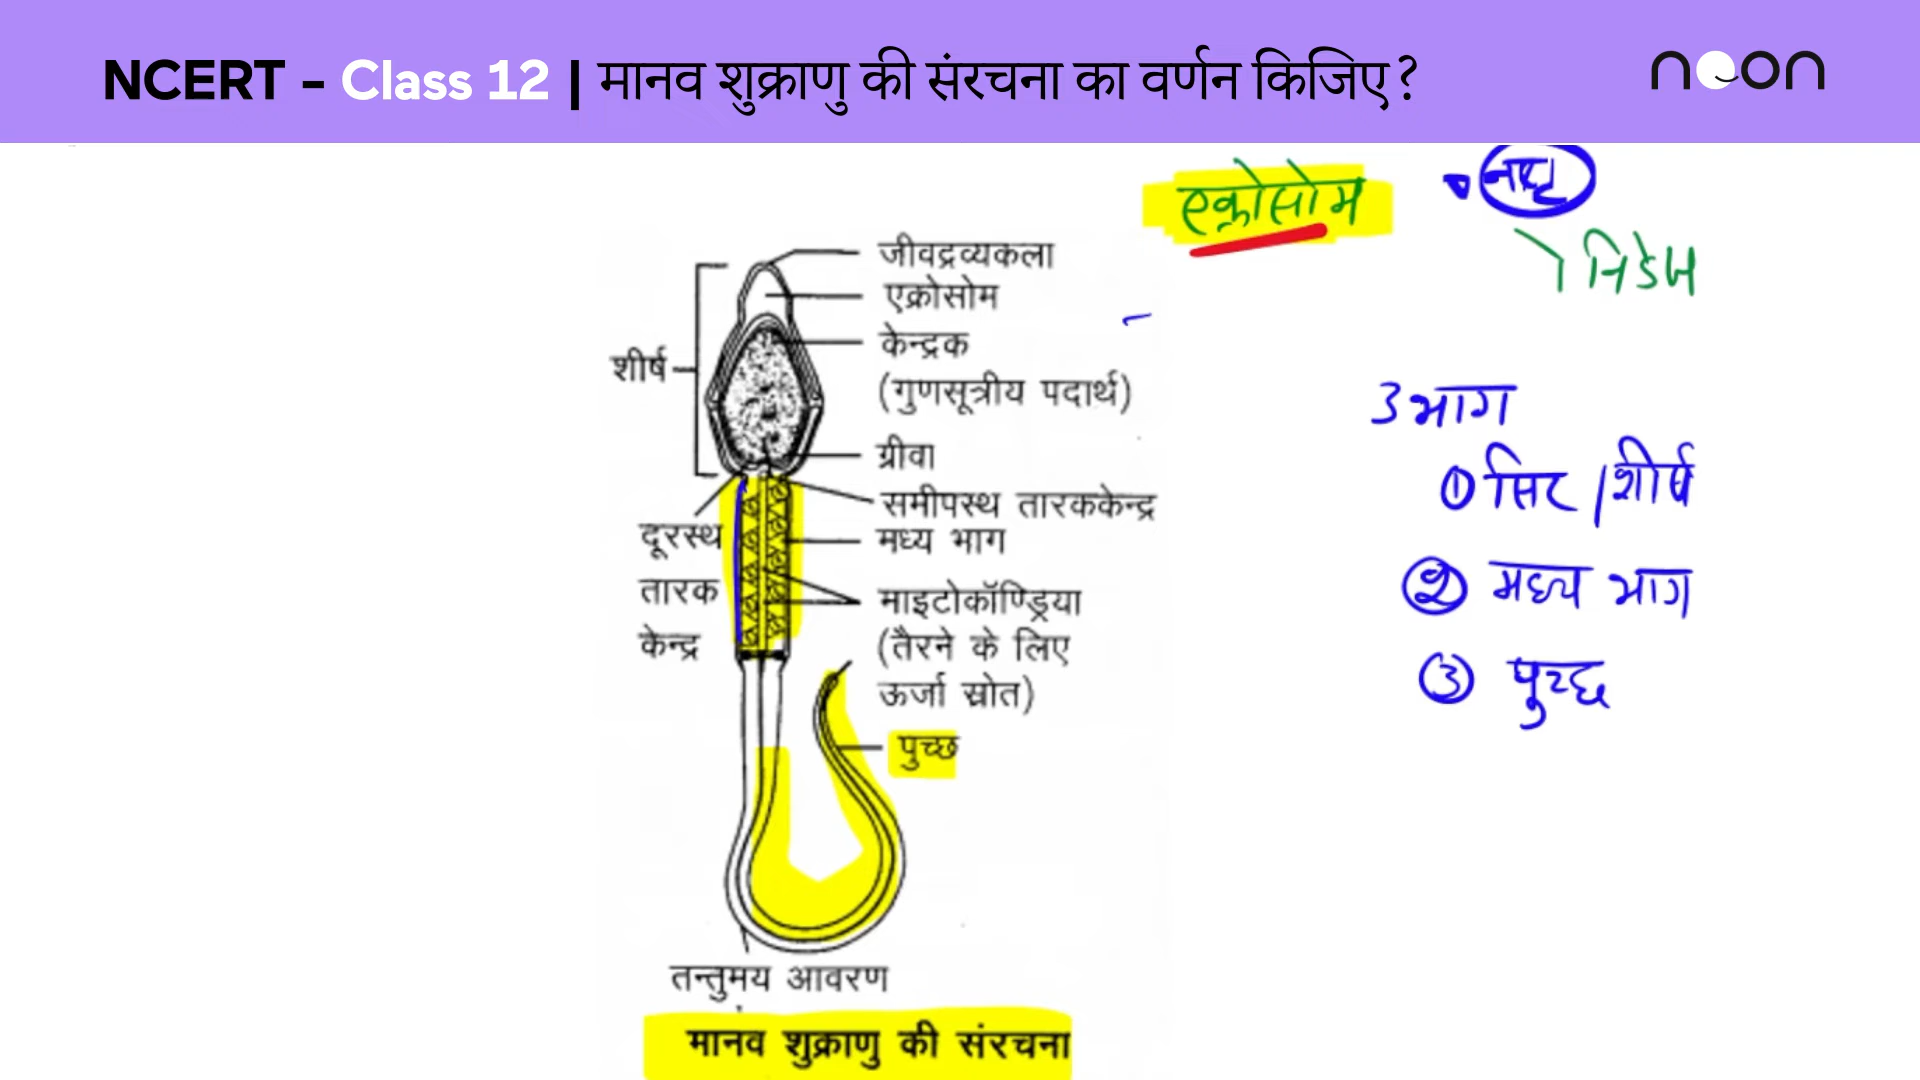 NCERT - Class 12 | मानव शुक्राणु की संरचना का वर्णन किजिए?
noon
एक्रोसोम
जीवद्रव्यकला
एक्रोसोम
केन्द्रक
(गुणसूत्रीय पदार्थ)
शीर्ष
ग्रीवा
समीपस्थ तारककेन्द्र
दूरस्थ
तारक
केन्द्र
मध्य भाग
माइटोकॉण्ड्रिया
(तैरने के लिए
ऊर्जा स्रोत)
पुच्छ
तन्तुमय आवरण
मानव शुक्राणु की संरचना
3 भाग
① सिर / शीर्ष
② मध्य भाग
③ पुच्छ